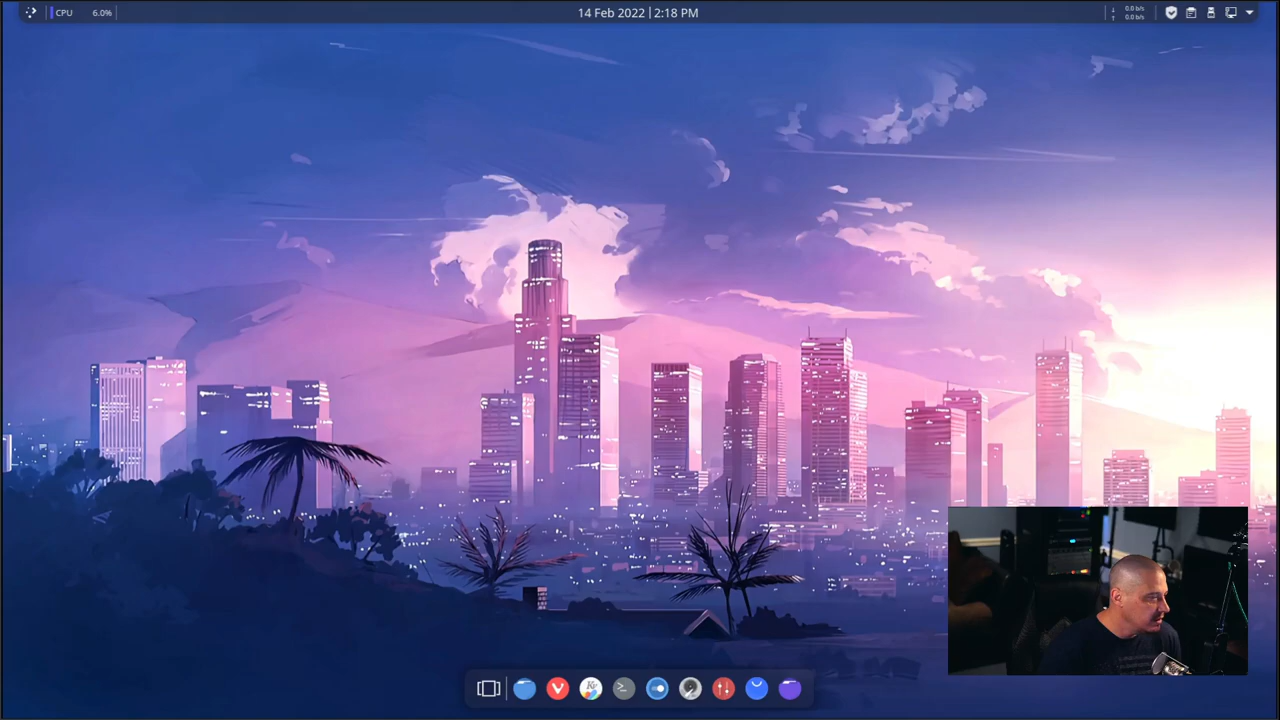 CPU 6.0%
14 Feb 2022 | 2:18 PM
↓ 0.0 b/s
↑ 0.0 b/s